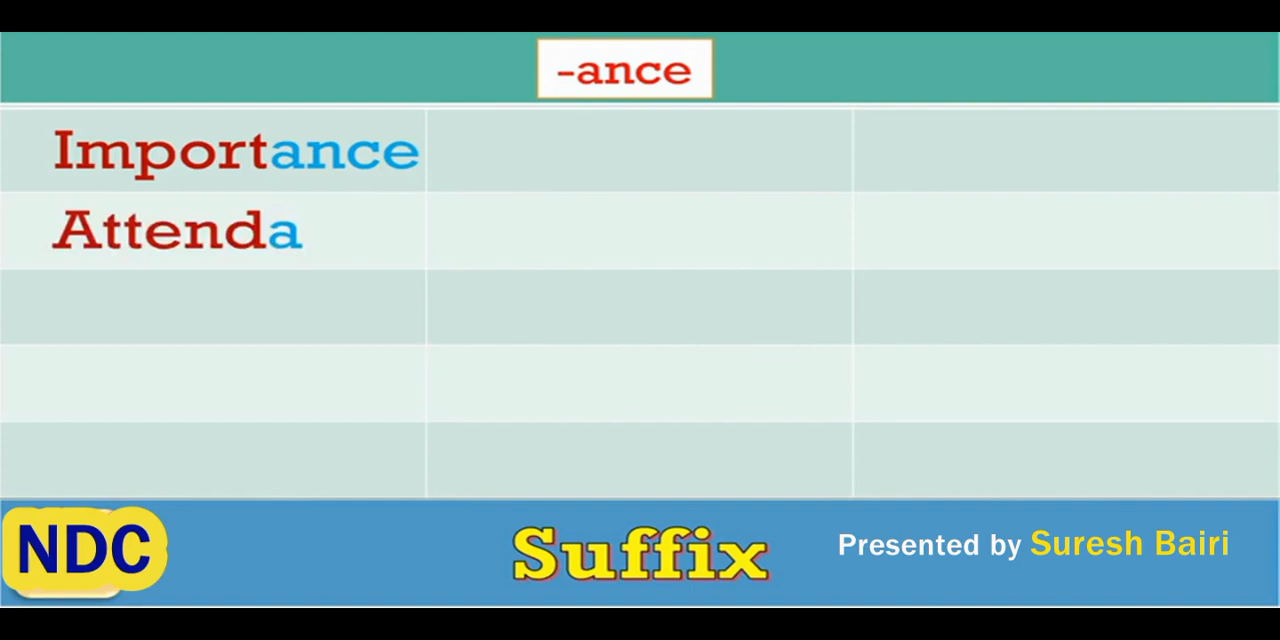 -ance
Importance
Attenda
NDC
Suffix
Presented by Suresh Bairi